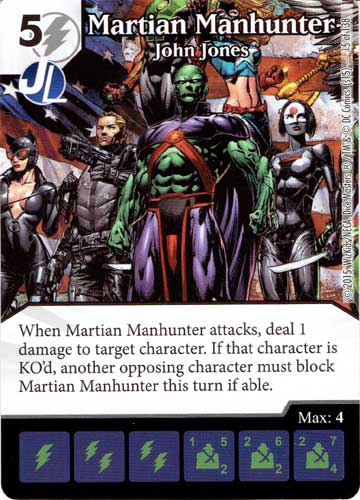 5
Martian Manhunter
John Jones
JL
When Martian Manhunter attacks, deal 1
damage to target character. If that character is
KO'd, another opposing character must block
Martian Manhunter this turn if able.
Max: 4
1 5
2
2 6
2
2 7
4